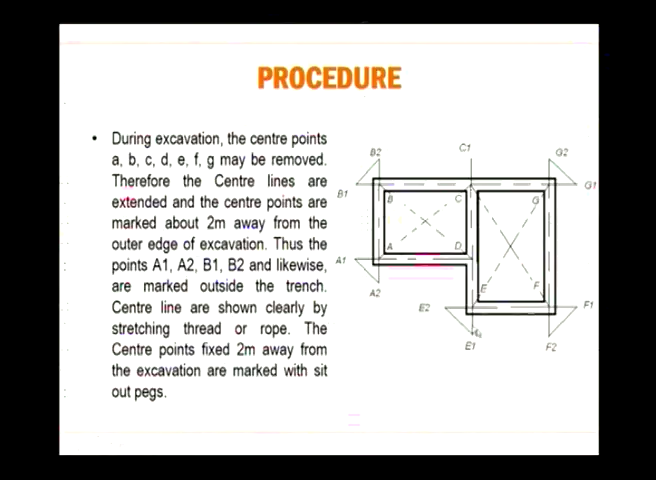 PROCEDURE
• During excavation, the centre points
a, b, c, d, e, f, g may be removed.
Therefore the Centre lines are
extended and the centre points are
marked about 2m away from the
outer edge of excavation. Thus the
points A1, A2, B1, B2 and likewise,
are marked outside the trench.
Centre line are shown clearly by
stretching thread or rope. The
Centre points fixed 2m away from
the excavation are marked with sit
out pegs.
B2 C1 G2
B1 G1
B C G
A D
A1
A2
E F
E2 F1
E1 F2